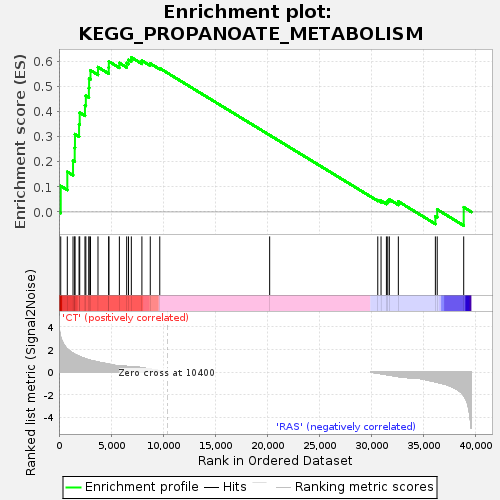 Enrichment plot:
KEGG_PROPANOATE_METABOLISM
Enrichment score (ES)
0.6
0.5
0.4
0.3
0.2
0.1
0.0
'CT' (positively correlated)
Ranked list metric (Signal2Noise)
4
2
0
-2
-4
Zero cross at 10400
'RAS' (negatively correlated)
0 5,000 10,000 15,000 20,000 25,000 30,000 35,000 40,000
Rank in Ordered Dataset
Enrichment profile Hits Ranking metric scores